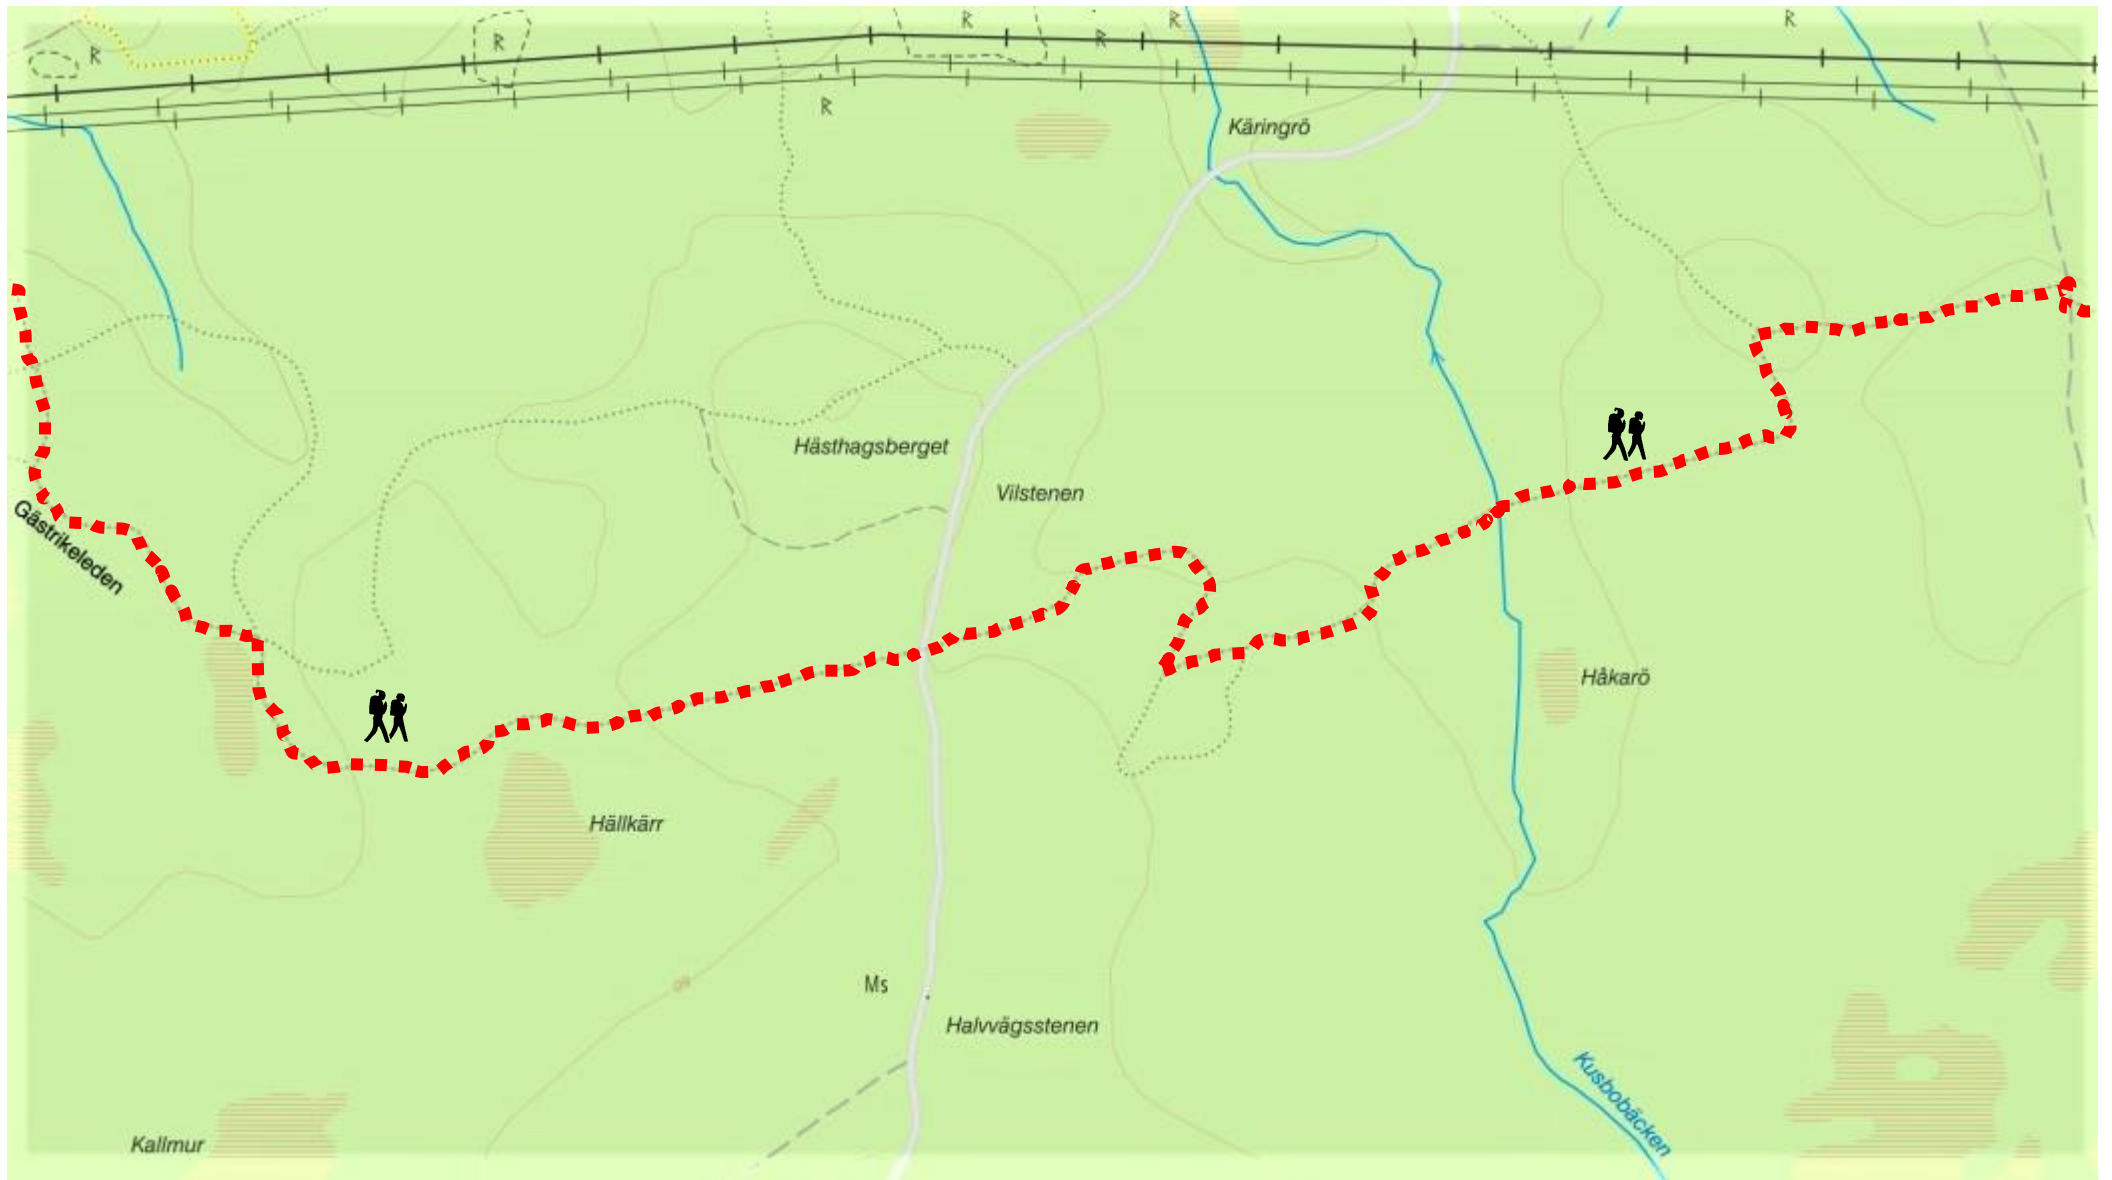 R
R
R
R
R
R
R
Käringrö
Hästhagsberget
Vilstenen
Gästrikeleden
Håkarö
Hällkärr
Ms
Halvvägsstenen
Kusbobäcken
Kallmur